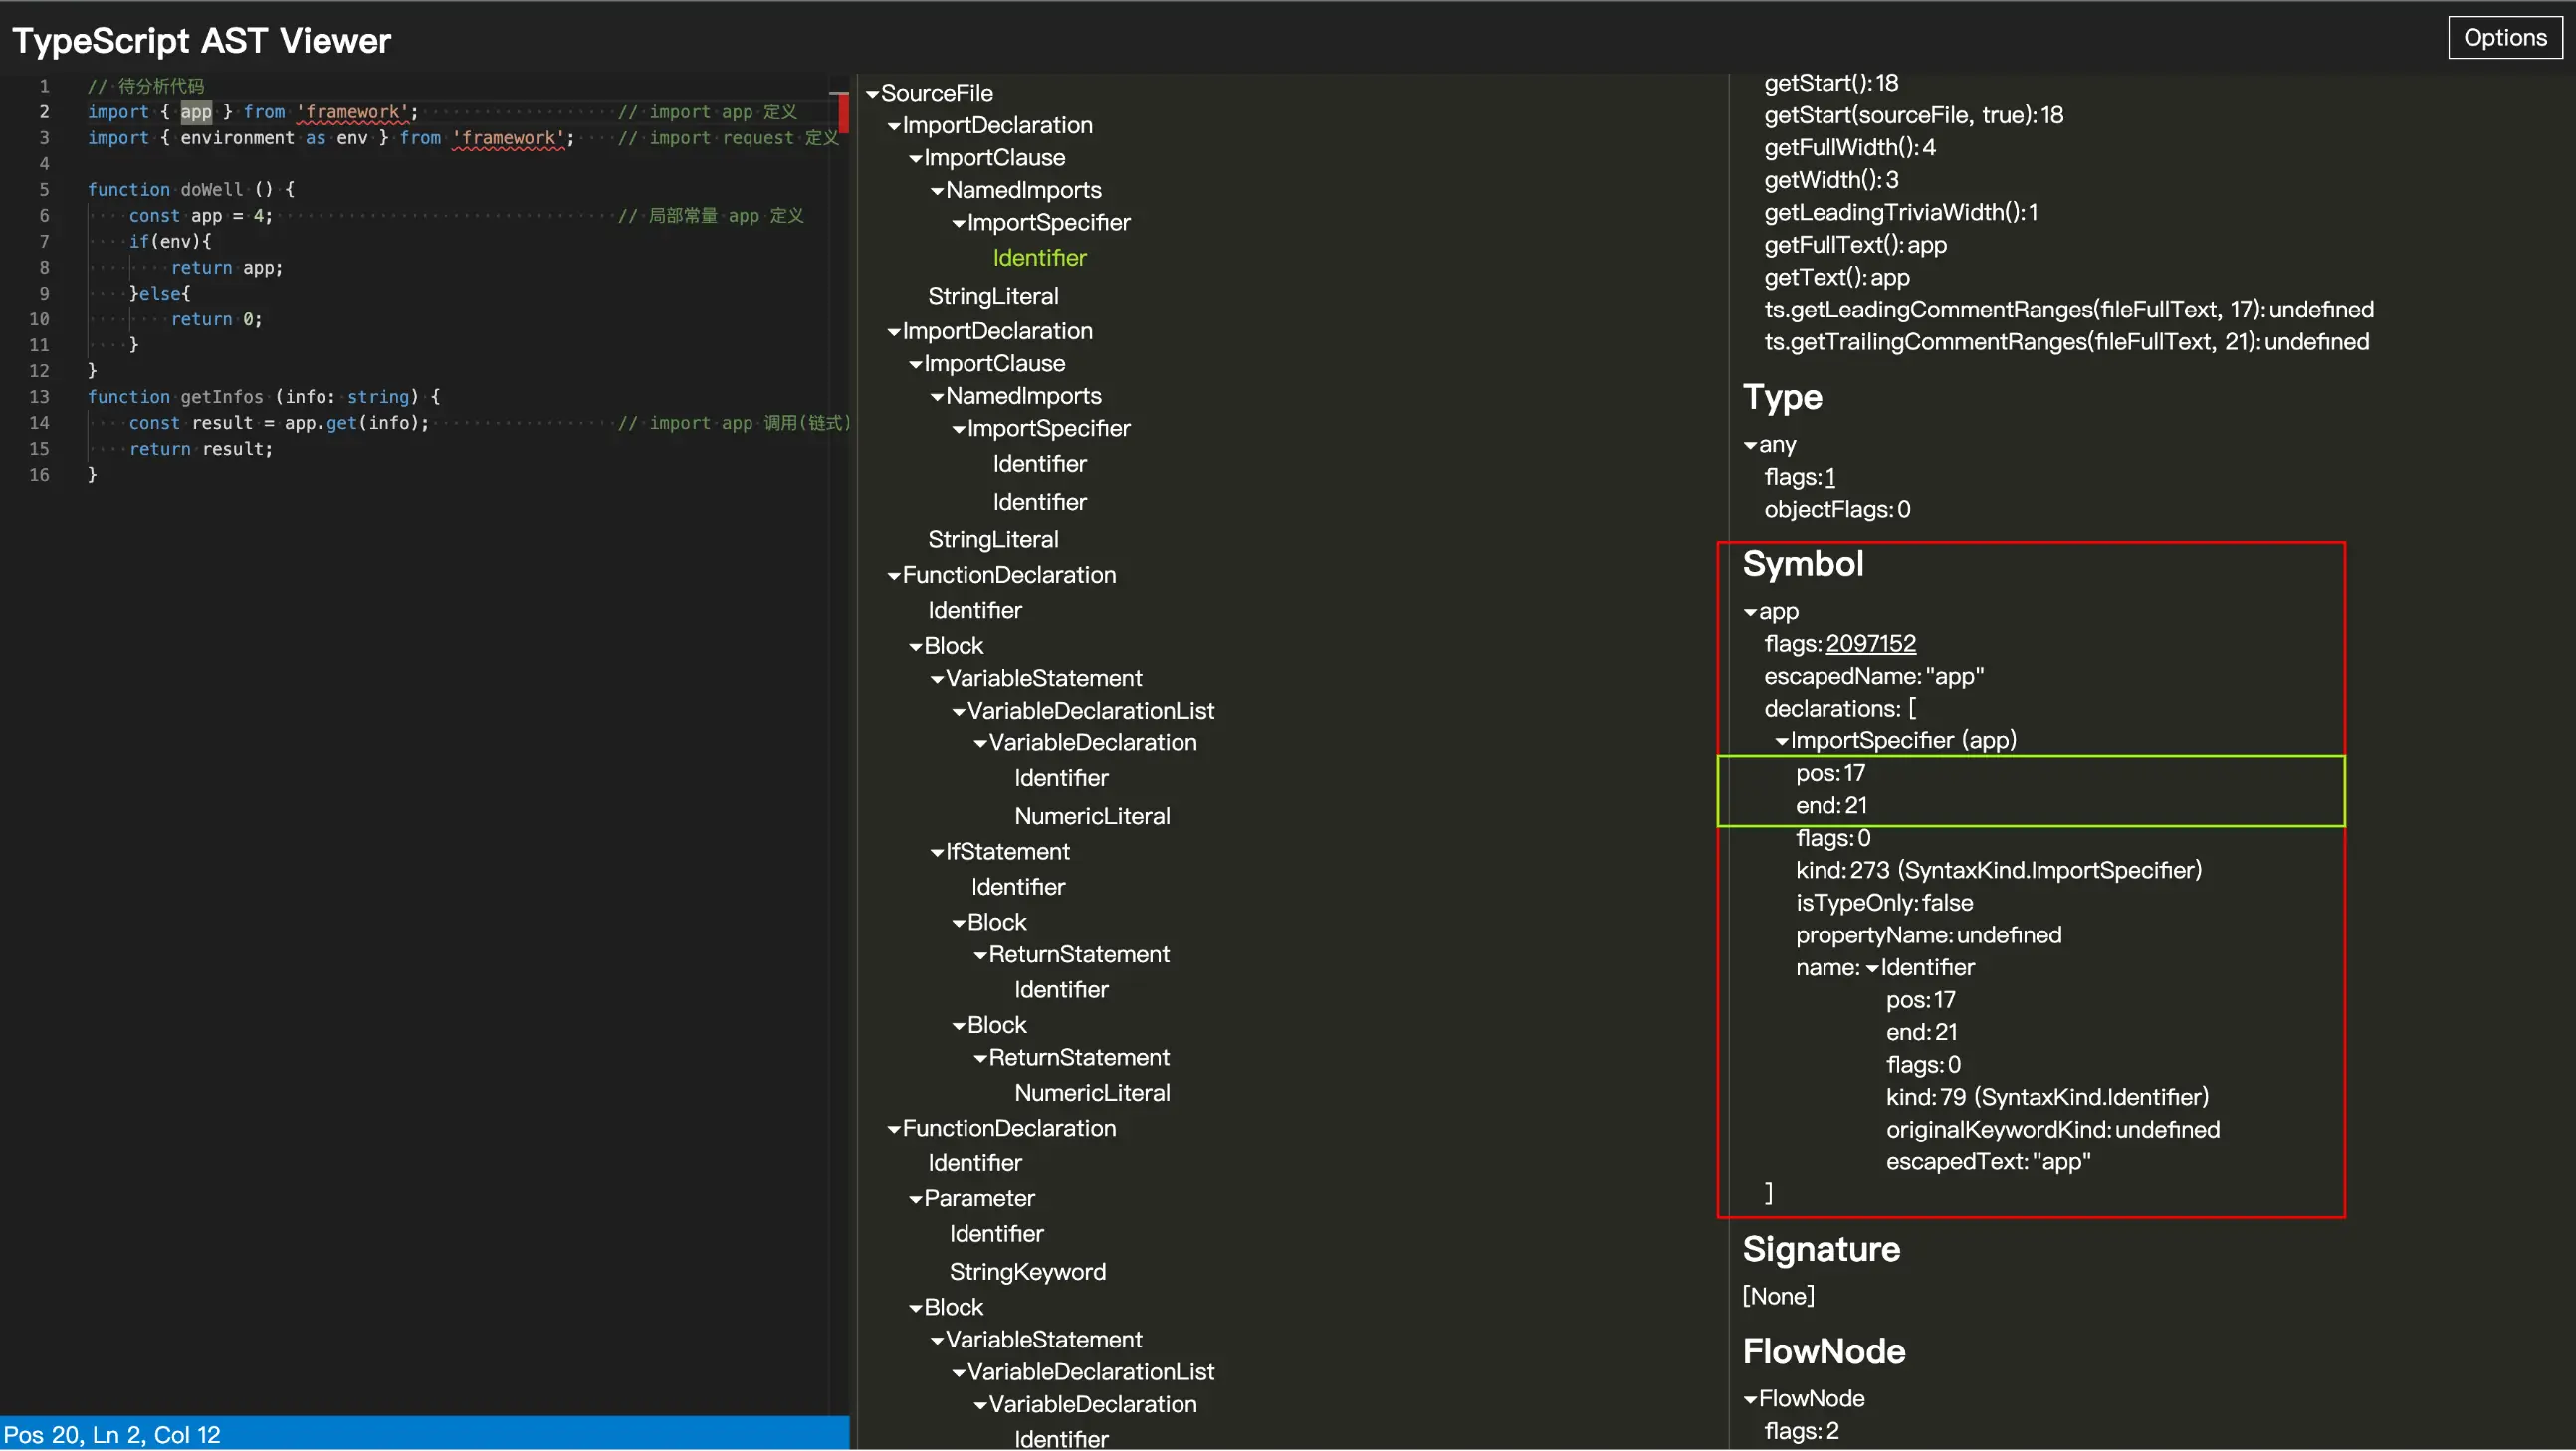 TypeScript AST Viewer
Options
1 // 待分析代码
2 import { app } from 'framework'; // import app 定义
3 import { environment as env } from 'framework'; // import request 定义
4
5 function doWell () {
6 const app = 4; // 局部常量 app 定义
7 if(env){
8 return app;
9 }else{
10 return 0;
11 }
12 }
13 function getInfos (info: string) {
14 const result = app.get(info); // import app 调用(链式)
15 return result;
16 }
Pos 20, Ln 2, Col 12
SourceFile
ImportDeclaration
ImportClause
NamedImports
ImportSpecifier
Identifier
StringLiteral
ImportDeclaration
ImportClause
NamedImports
ImportSpecifier
Identifier
Identifier
StringLiteral
FunctionDeclaration
Identifier
Block
VariableStatement
VariableDeclarationList
VariableDeclaration
Identifier
NumericLiteral
IfStatement
Identifier
Block
ReturnStatement
Identifier
Block
ReturnStatement
NumericLiteral
FunctionDeclaration
Identifier
Parameter
Identifier
StringKeyword
Block
VariableStatement
VariableDeclarationList
VariableDeclaration
Identifier
getStart():18
getStart(sourceFile, true):18
getFullWidth():4
getWidth():3
getLeadingTriviaWidth():1
getFullText():app
getText():app
ts.getLeadingCommentRanges(fileFullText, 17):undefined
ts.getTrailingCommentRanges(fileFullText, 21):undefined
Type
any
flags:1
objectFlags:0
Symbol
app
flags:2097152
escapedName:"app"
declarations: [
ImportSpecifier (app)
pos:17
end:21
flags:0
kind:273 (SyntaxKind.ImportSpecifier)
isTypeOnly:false
propertyName:undefined
name: Identifier
pos:17
end:21
flags:0
kind:79 (SyntaxKind.Identifier)
originalKeywordKind:undefined
escapedText:"app"
]
Signature
[None]
FlowNode
FlowNode
flags:2